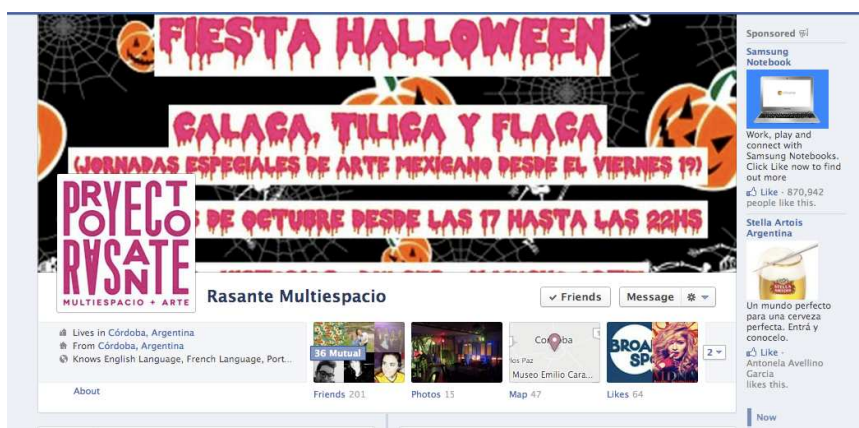 FIESTA HALLOWEEN
CALACA, TILICA Y FLACA
(JORNADAS ESPECIALES DE ARTE MEXICANO DESDE EL VIERNES 19)
DE OCTUBRE DESDE LAS 17 HASTA LAS 22HS
PROYECTO
RASANTE
MULTIESPACIO + ARTE
Rasante Multiespacio
Friends
Message
Lives in Córdoba, Argentina
From Córdoba, Argentina
Knows English Language, French Language, Port...
About
36 Mutual
Friends 201
Photos 15
Museo Emilio Cara...
Map 47
Likes 64
2
Sponsored
Samsung
Notebook
Work, play and
connect with
Samsung Notebooks.
Click Like now to find
out more
Like · 870,942
people like this.
Stella Artois
Argentina
Un mundo perfecto
para una cerveza
perfecta. Entrá y
conocelo.
Like ·
Antonela Avellino
Garcia
likes this.
Now